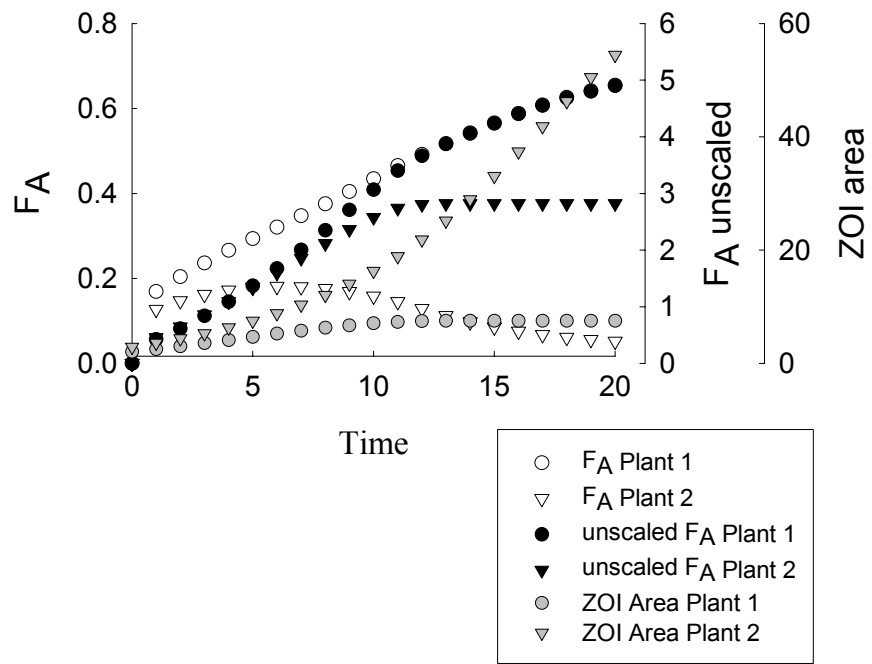 0.8
0.6
0.4
0.2
0.0
F A
6
5
4
3
2
1
0
F A unscaled
60
40
20
0
ZOI area
0 5 10 15 20
Time
F A Plant 1
F A Plant 2
unscaled F A Plant 1
unscaled F A Plant 2
ZOI Area Plant 1
ZOI Area Plant 2